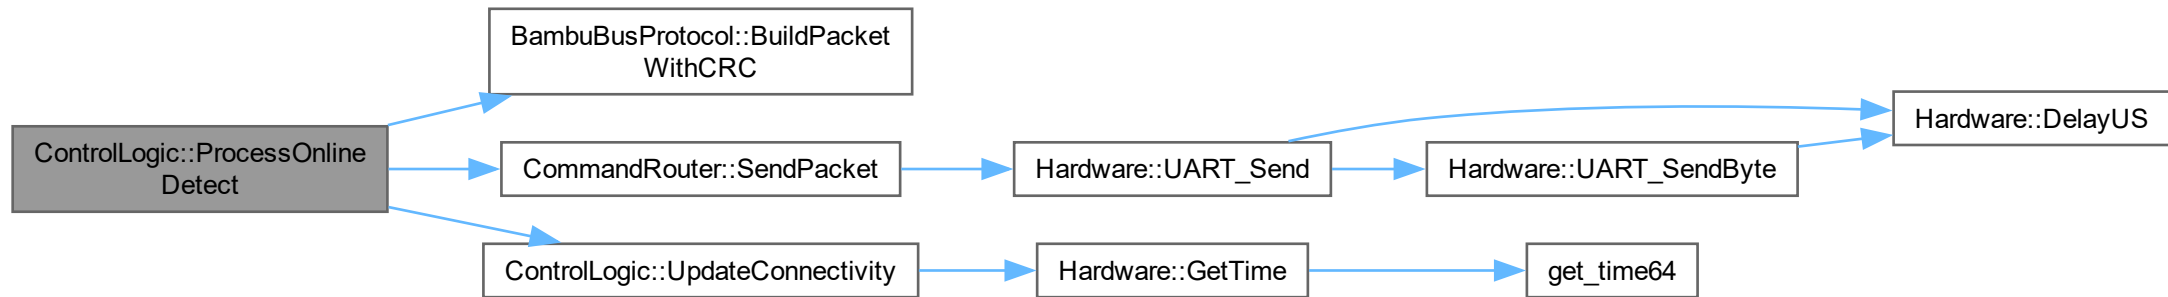 ControlLogic::ProcessOnline
Detect
BambuBusProtocol::BuildPacket
WithCRC
CommandRouter::SendPacket
Hardware::UART_Send
Hardware::UART_SendByte
Hardware::DelayUS
ControlLogic::UpdateConnectivity
Hardware::GetTime
get_time64